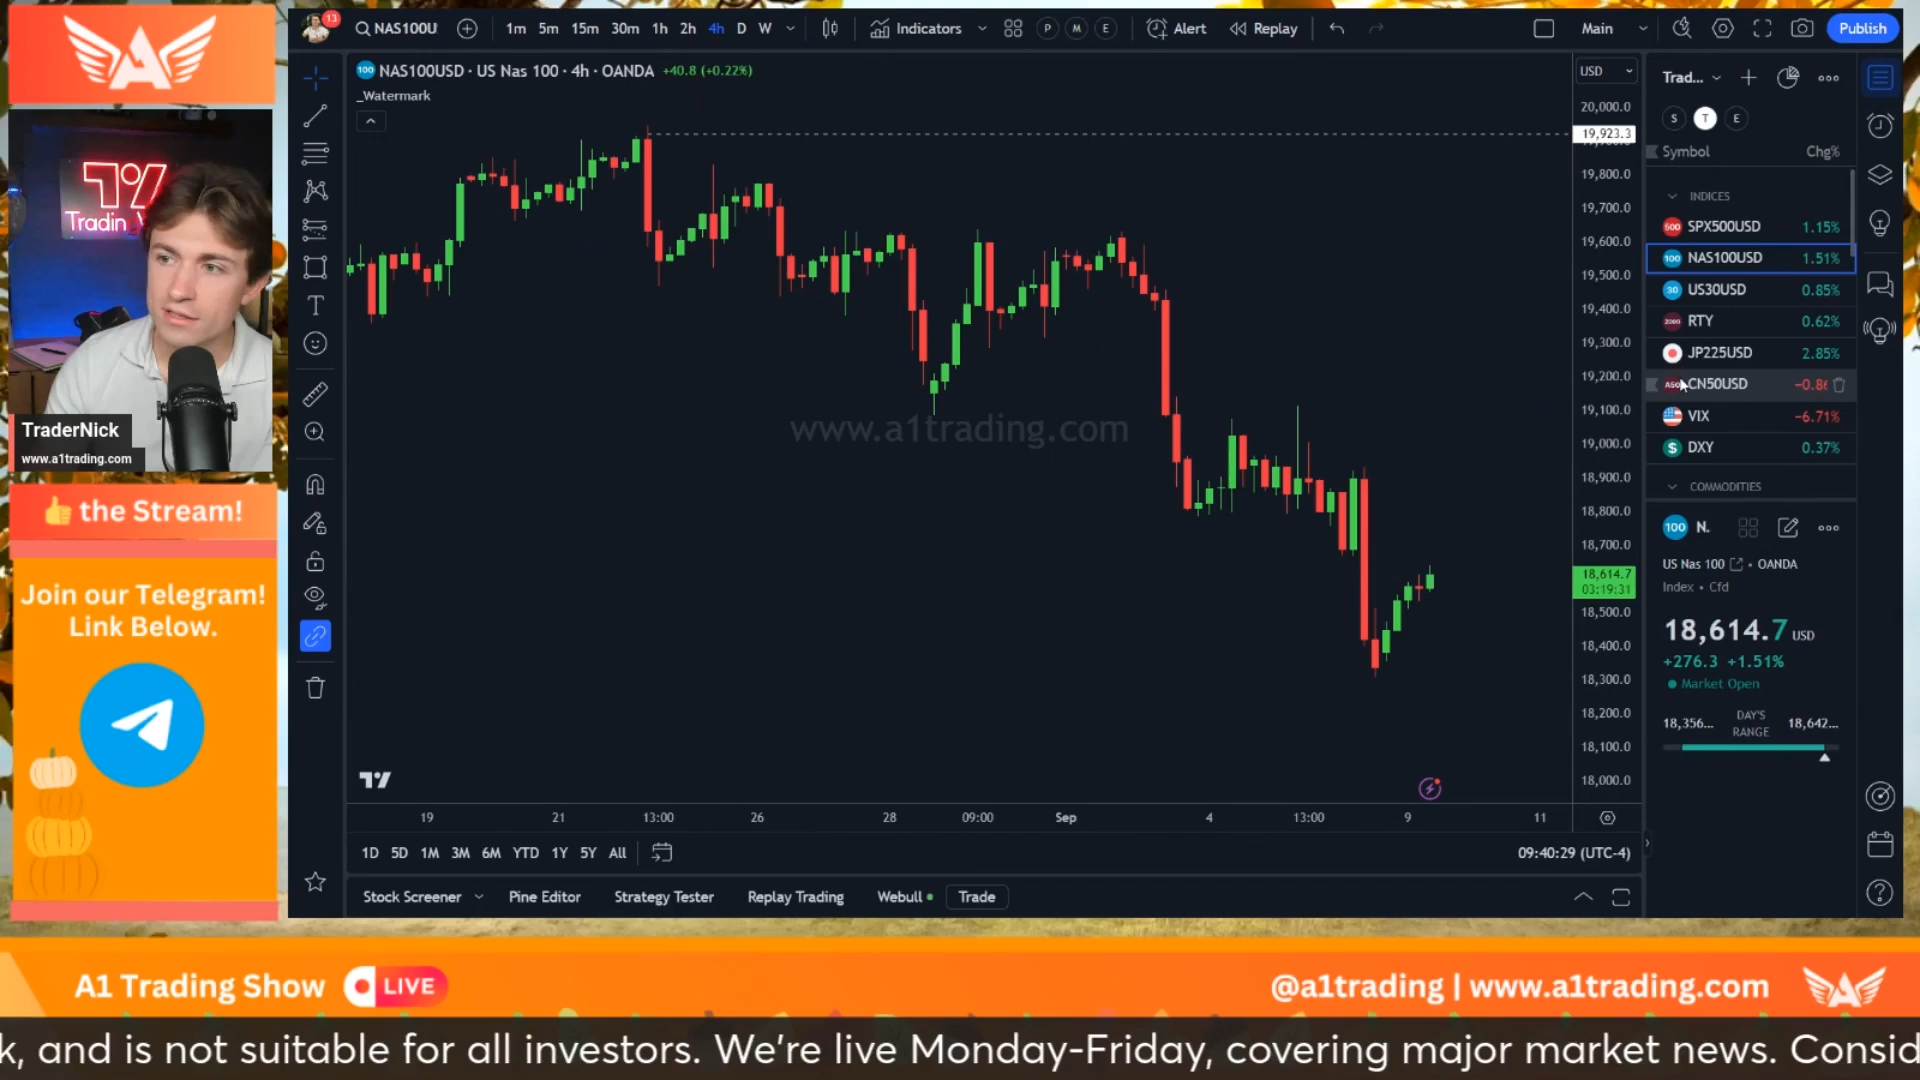 TraderNick
www.a1trading.com
the Stream!
Join our Telegram!
Link Below.
13
NAS100U
1m 5m 15m 30m 1h 2h 4h D W
Indicators
P M E
Alert
Replay
Main
Publish
NAS100USD · US Nas 100 · 4h · OANDA +40.8 (+0.22%)
_Watermark
www.a1trading.com
USD
20,000.0
19,923.3
19,800.0
19,700.0
19,600.0
19,500.0
19,400.0
19,300.0
19,200.0
19,100.0
19,000.0
18,900.0
18,800.0
18,700.0
18,614.7
03:19:31
18,500.0
18,400.0
18,300.0
18,200.0
18,100.0
18,000.0
19 21 13:00 26 28 09:00 Sep 4 13:00 9 11
1D 5D 1M 3M 6M YTD 1Y 5Y All
09:40:29 (UTC-4)
Stock Screener Pine Editor Strategy Tester Replay Trading Webull Trade
Trad...
S T E
Symbol Chg%
INDICES
500 SPX500USD 1.15%
100 NAS100USD 1.51%
30 US30USD 0.85%
2000 RTY 0.62%
JP225USD 2.85%
CN50USD
VIX −6.71%
$ DXY 0.37%
COMMODITIES
100 N.
US Nas 100 • OANDA
Index • Cfd
18,614.7 USD
+276.3 +1.51%
Market Open
18,356... DAY'S RANGE 18,642...
A1 Trading Show LIVE
@a1trading | www.a1trading.com
k, and is not suitable for all investors. We're live Monday-Friday, covering major market news. Consid